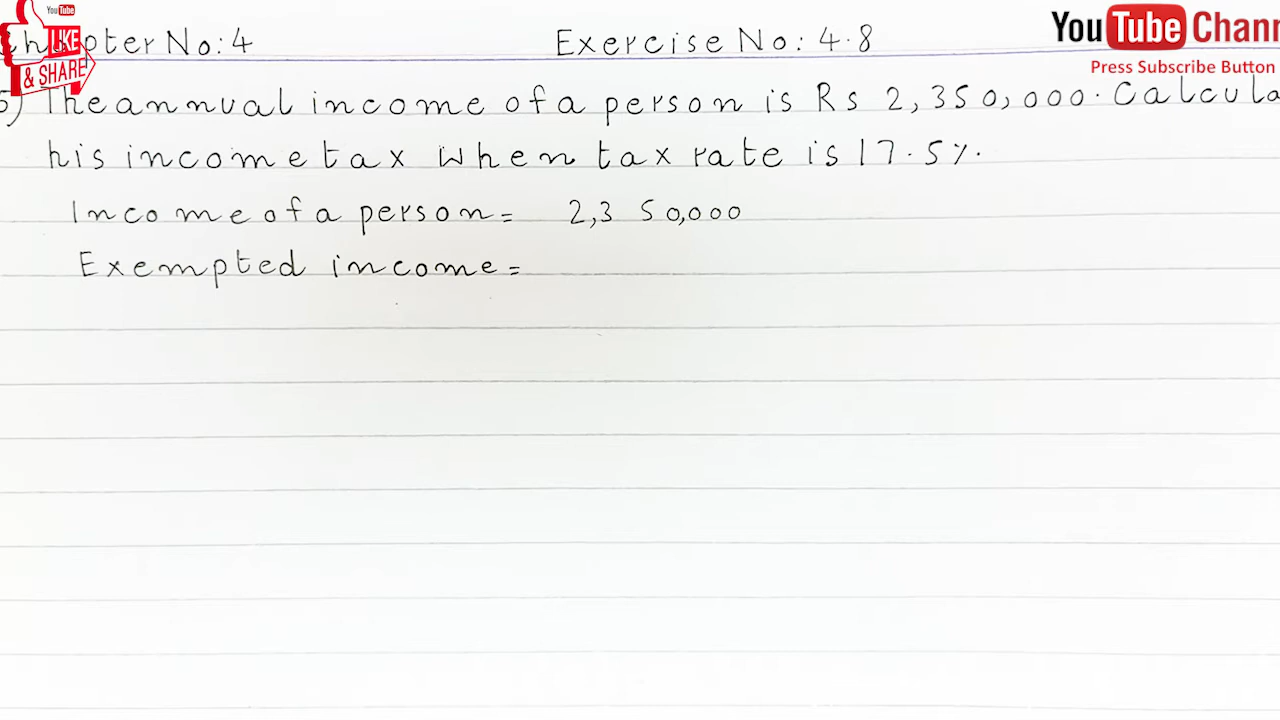 YouTube
LIKE
& SHARE
Chapter No:4
Exercise No: 4.8
YouTube Chann
Press Subscribe Button
5) The annual income of a person is Rs 2,350,000. Calcula
his income tax when tax rate is 17.5%.
Income of a person = 2,350,000
Exempted income =